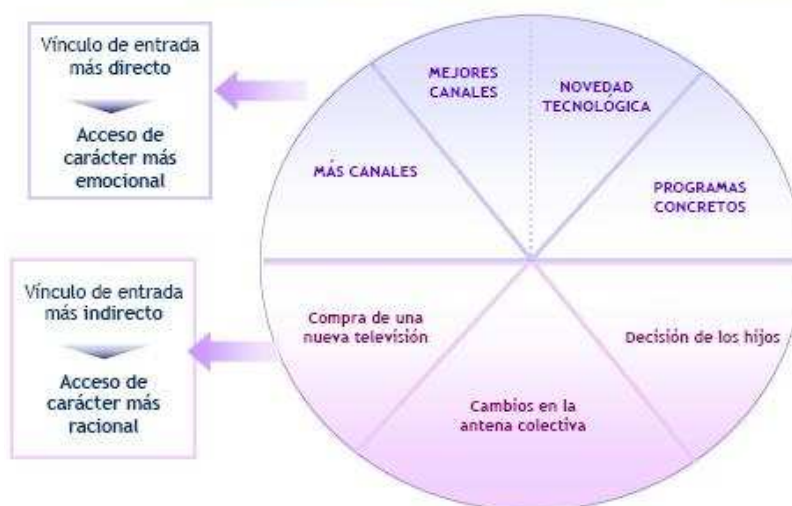 Vínculo de entrada
más directo
Acceso de
carácter más
emocional
MEJORES
CANALES
NOVEDAD
TECNOLÓGICA
MÁS CANALES
PROGRAMAS
CONCRETOS
Vínculo de entrada
más indirecto
Acceso de
carácter más
racional
Compra de una
nueva televisión
Decisión de los hijos
Cambios en la
antena colectiva